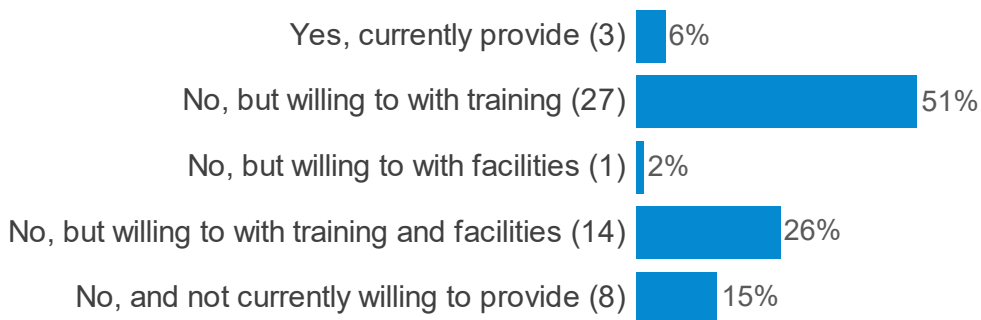 Yes, currently provide (3) 6%
No, but willing to with training (27) 51%
No, but willing to with facilities (1) 2%
No, but willing to with training and facilities (14) 26%
No, and not currently willing to provide (8) 15%